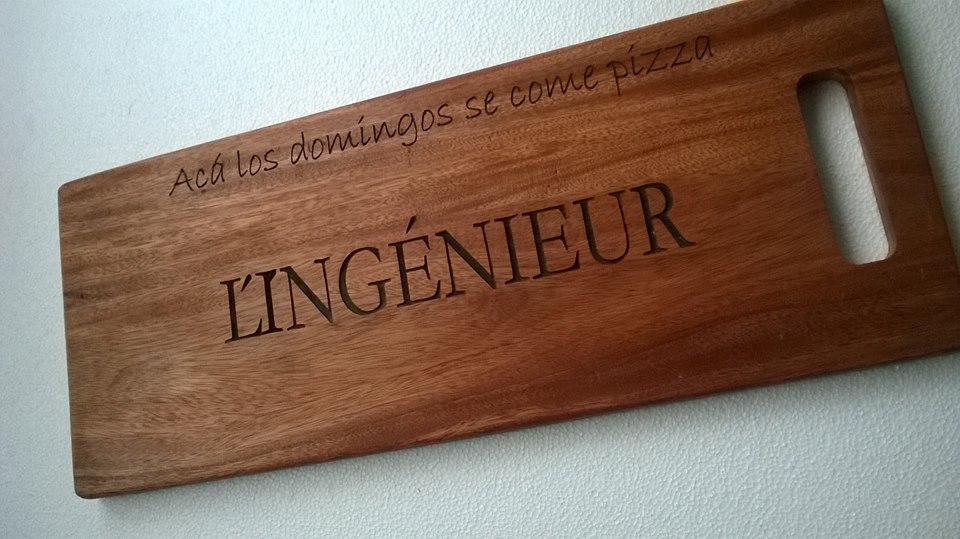 Acá los domingos se come pizza
L'INGÉNIEUR